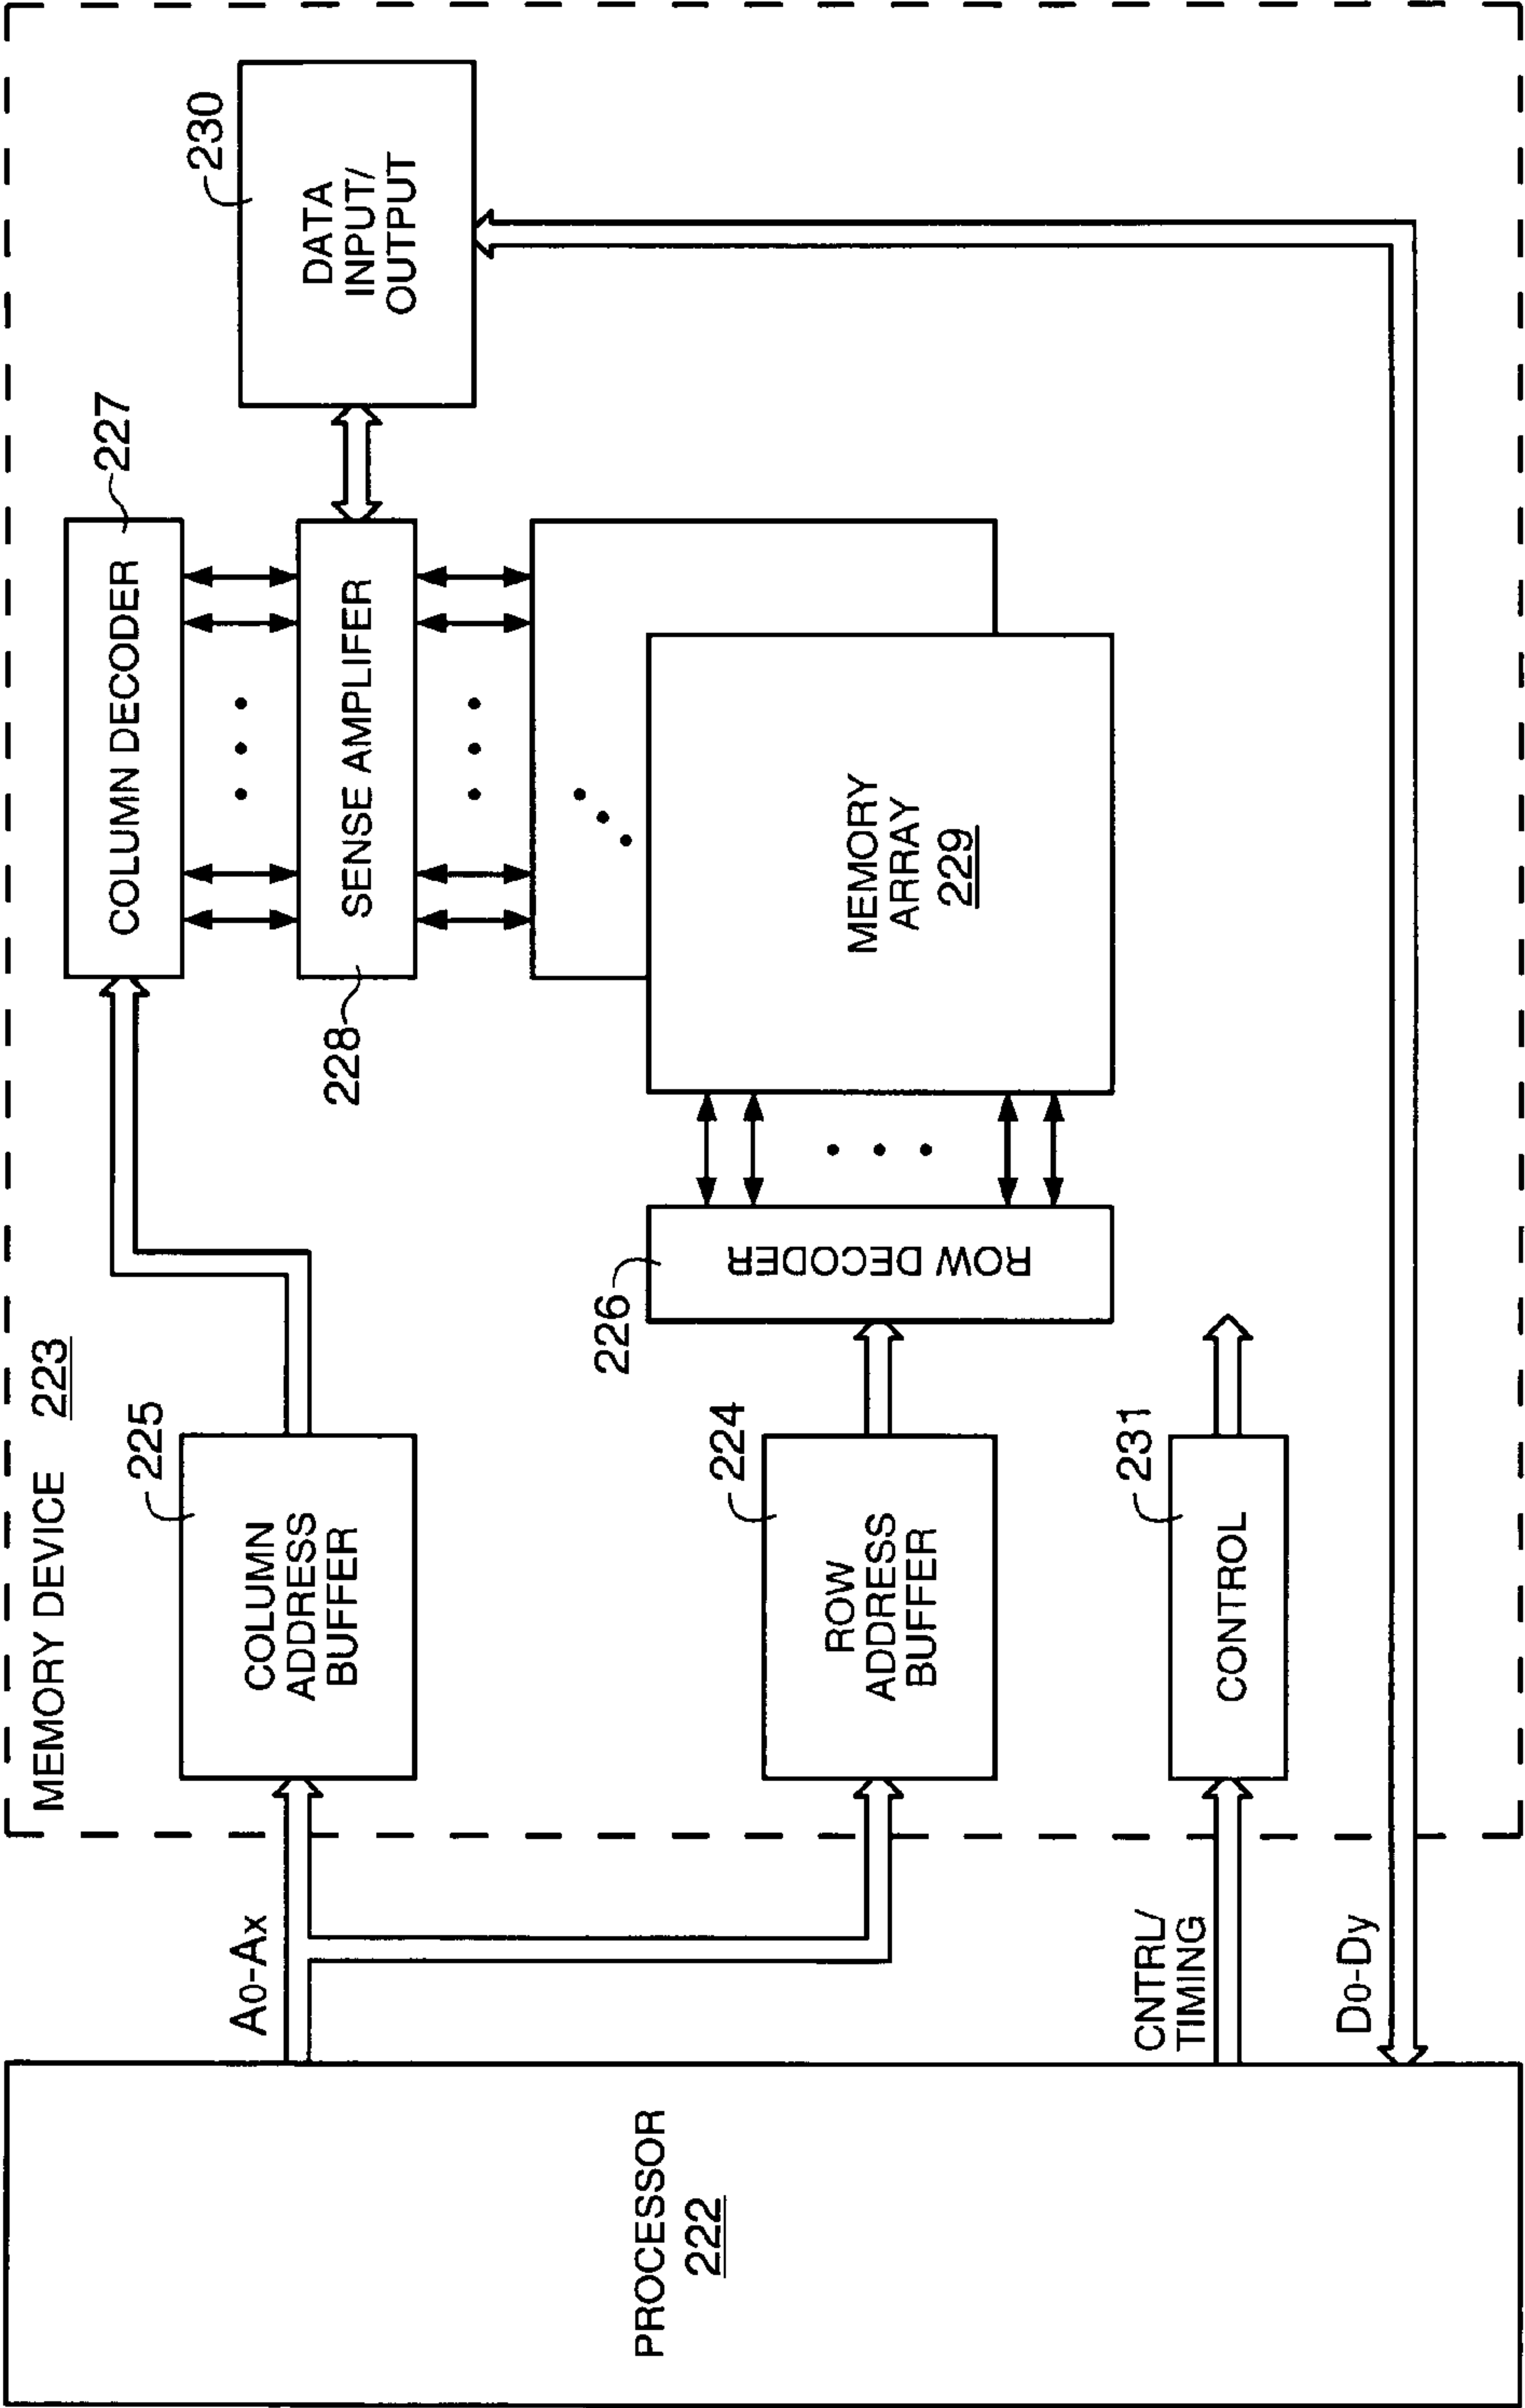 MEMORY DEVICE 223
PROCESSOR
222
A0-AX
CNTRL/
TIMING
D0-Dy
225
COLUMN
ADDRESS
BUFFER
224
ROW
ADDRESS
BUFFER
231
CONTROL
226
ROW DECODER
227
COLUMN DECODER
228
SENSE AMPLIFER
MEMORY
ARRAY
229
230
DATA
INPUT/
OUTPUT